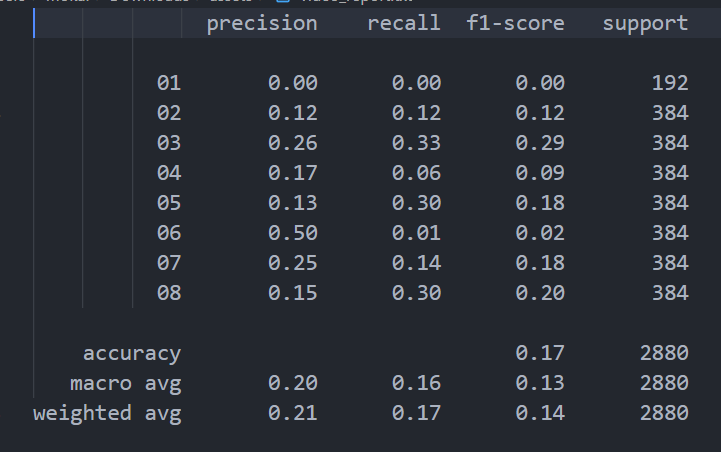 precision recall f1-score support
01 0.00 0.00 0.00 192
02 0.12 0.12 0.12 384
03 0.26 0.33 0.29 384
04 0.17 0.06 0.09 384
05 0.13 0.30 0.18 384
06 0.50 0.01 0.02 384
07 0.25 0.14 0.18 384
08 0.15 0.30 0.20 384
accuracy 0.17 2880
macro avg 0.20 0.16 0.13 2880
weighted avg 0.21 0.17 0.14 2880